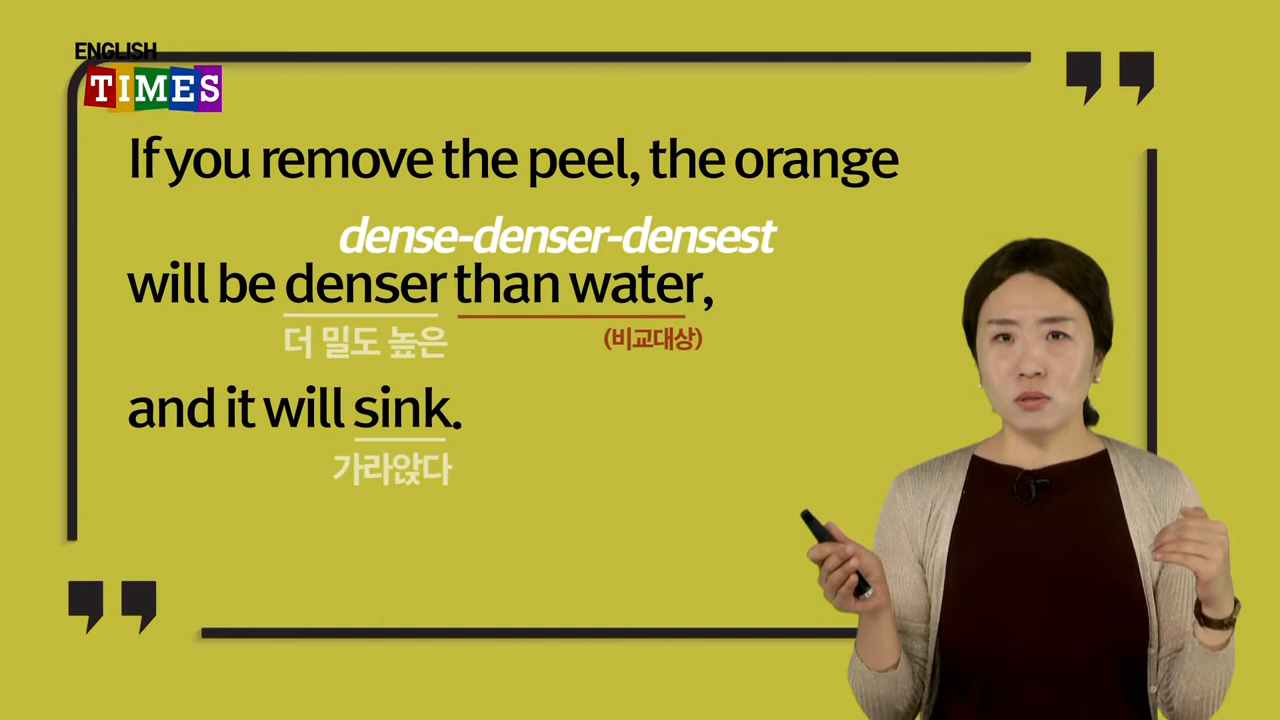 ENGLISH
TIMES
If you remove the peel, the orange
dense-denser-densest
will be denser than water,
더 밀도 높은 (비교대상)
and it will sink.
가라앉다